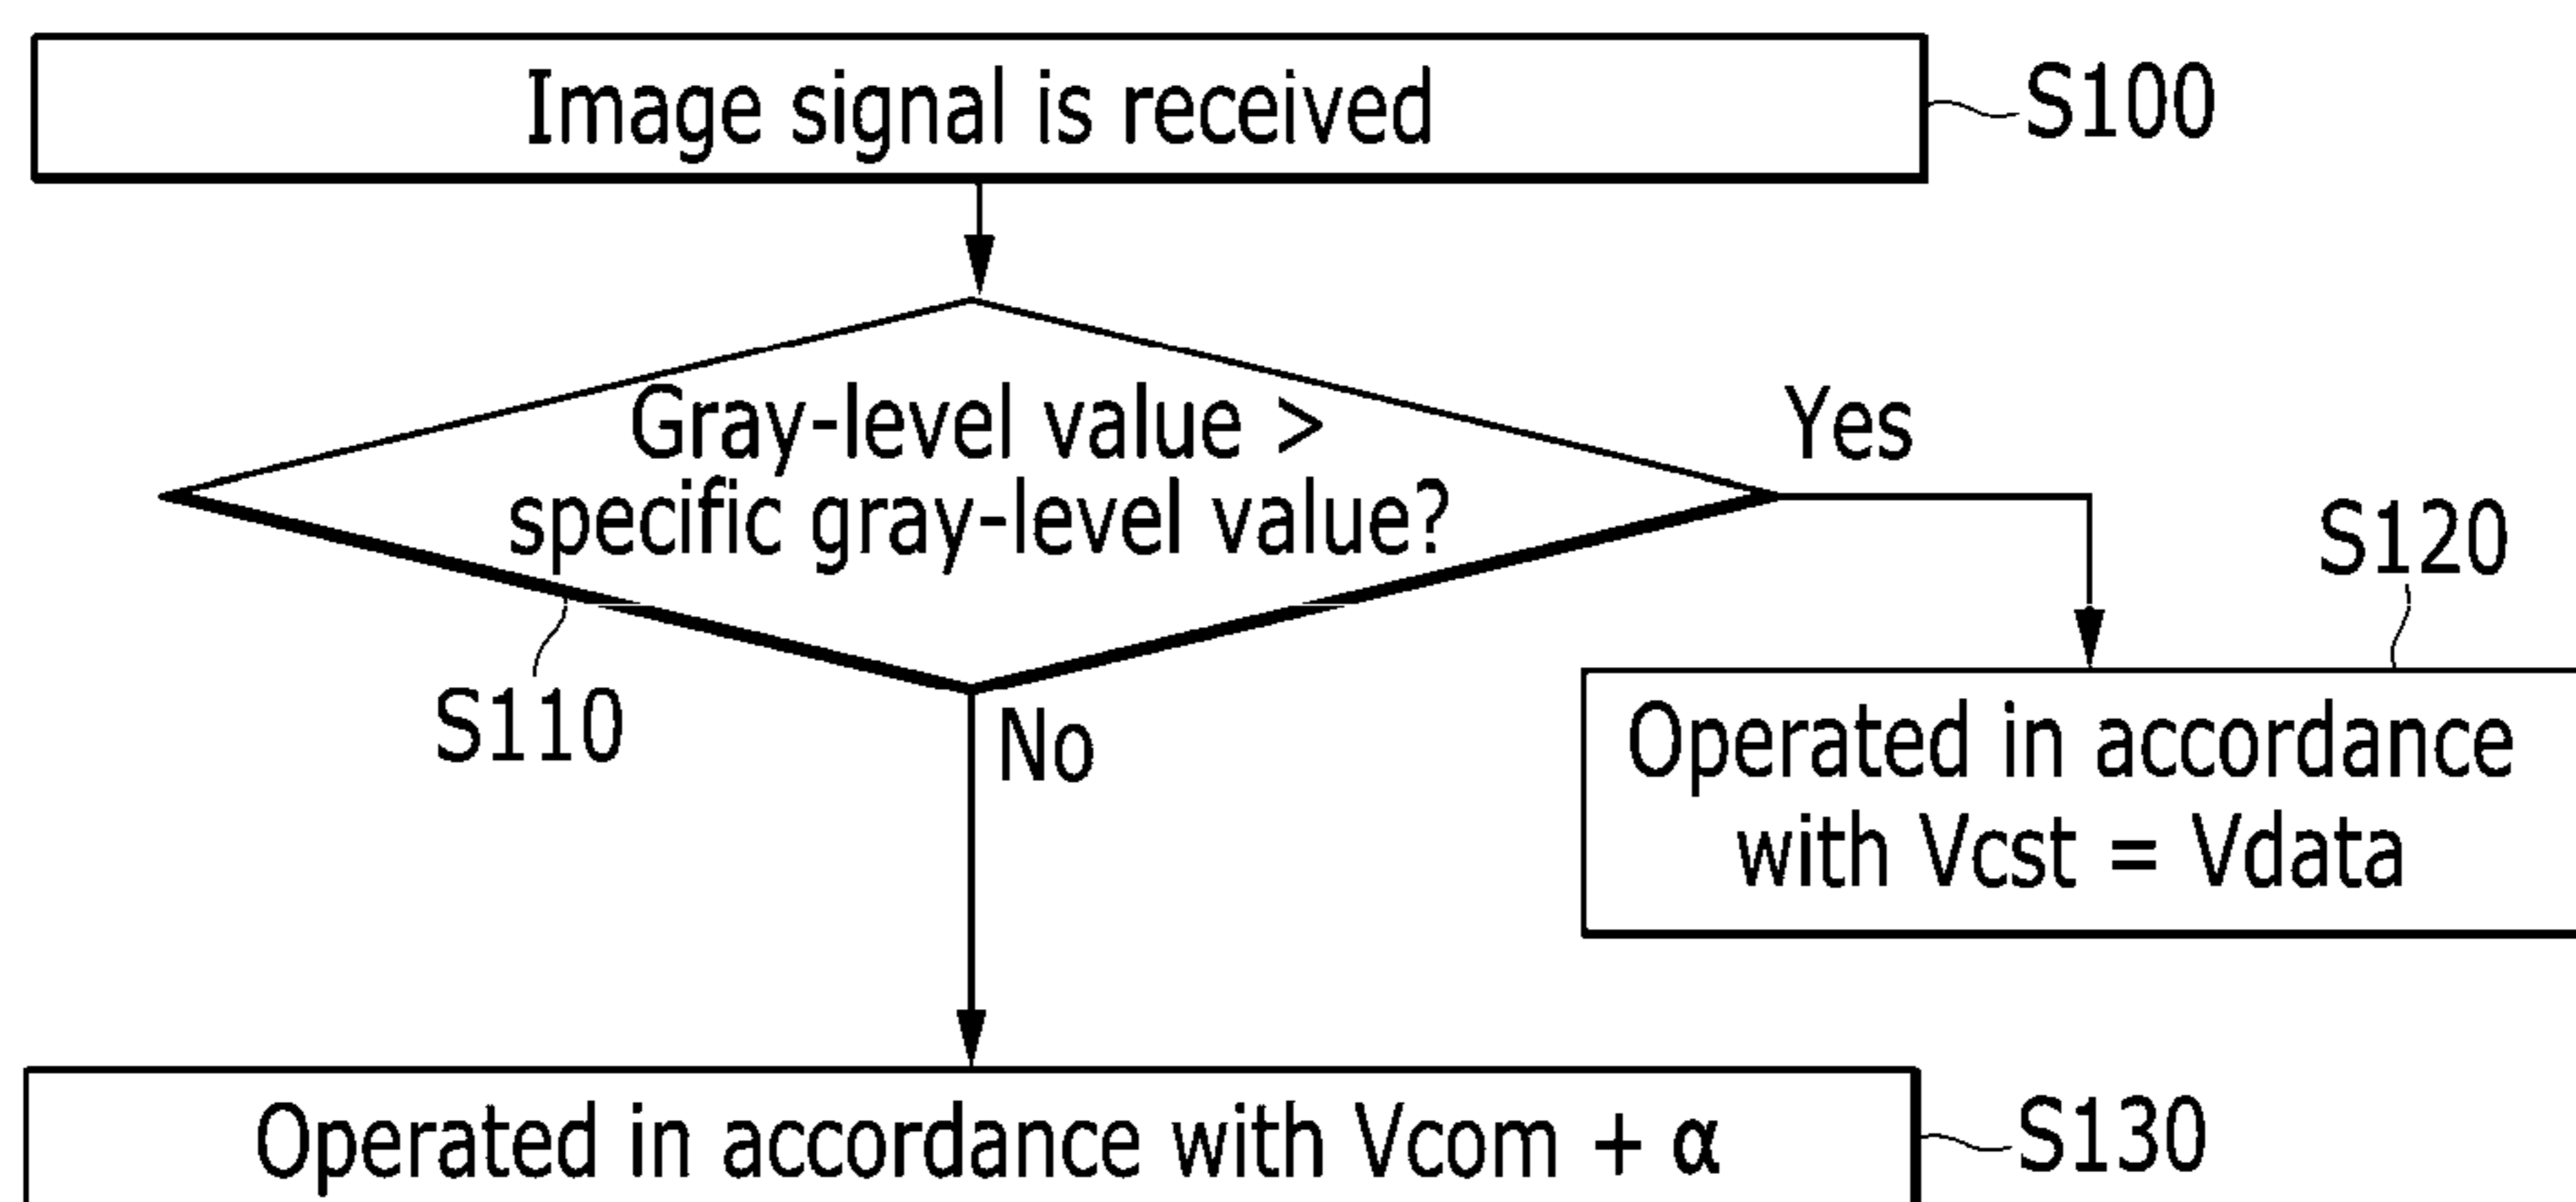 Image signal is received
S100
Gray-level value >
specific gray-level value?
Yes
S110
No
S120
Operated in accordance
with Vcst = Vdata
Operated in accordance with Vcom + α
S130